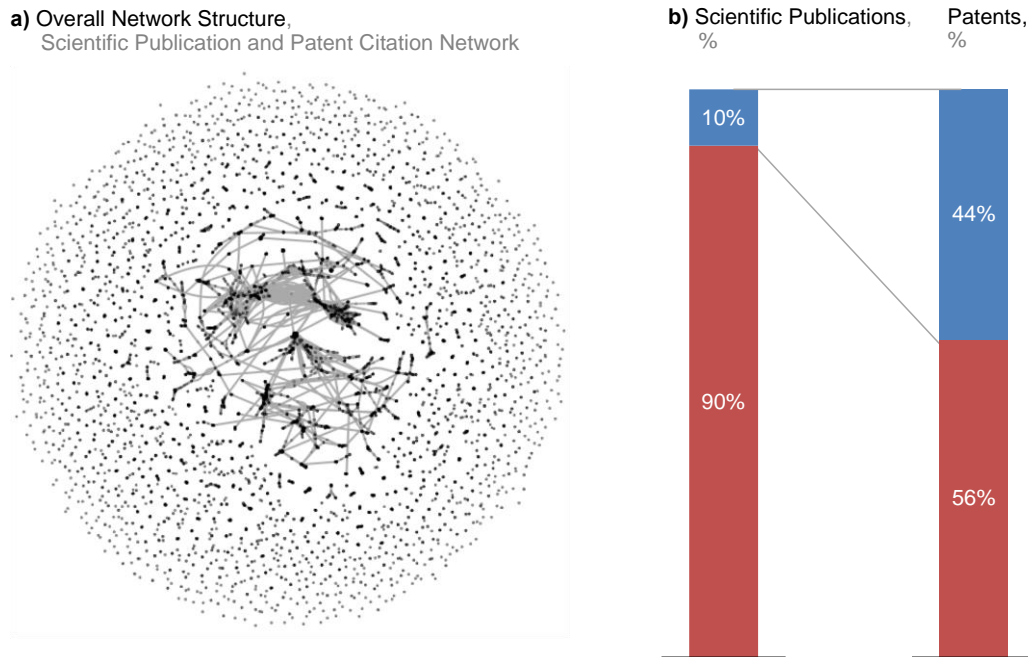 a) Overall Network Structure,
Scientific Publication and Patent Citation Network
b) Scientific Publications,
%
Patents,
%
10%
44%
90%
56%